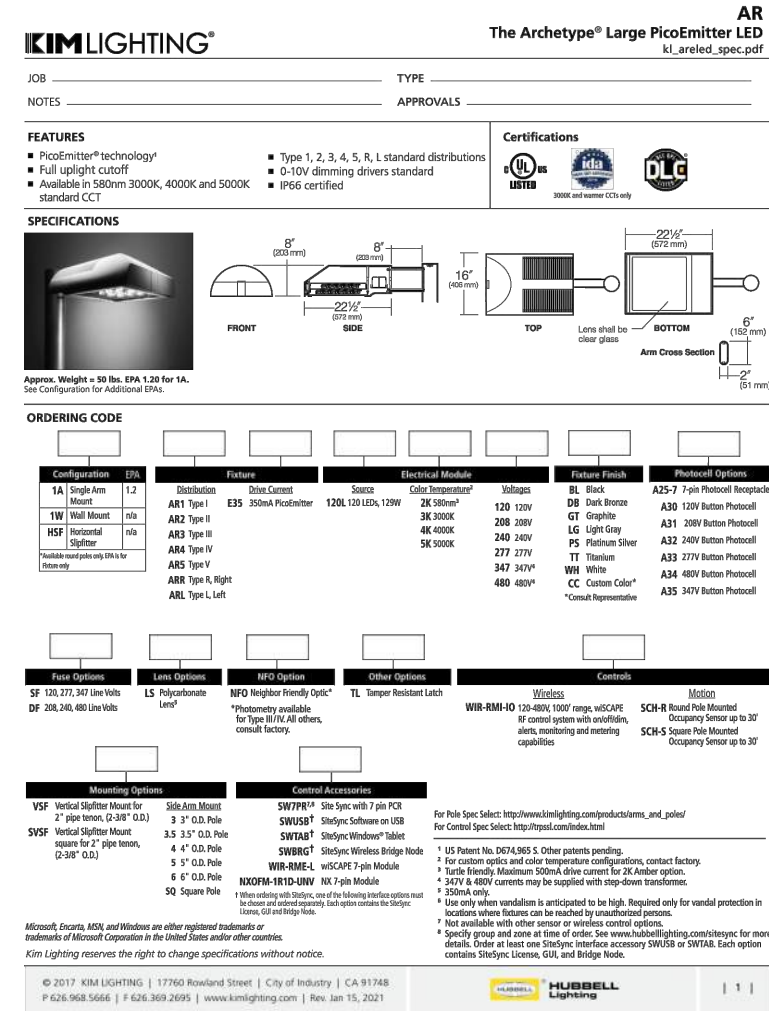 AR
The Archetype® Large PicoEmitter LED
kl_areled_spec.pdf
KIM LIGHTING®
JOB
TYPE
NOTES
APPROVALS
FEATURES
■ PicoEmitter® technology¹
■ Full uplight cutoff
■ Available in 580nm 3000K, 4000K and 5000K
standard CCT
■ Type 1, 2, 3, 4, 5, R, L standard distributions
■ 0-10V dimming drivers standard
■ IP66 certified
Certifications
C UL US
LISTED
ida
3000K and warmer CCTs only
DLC
SPECIFICATIONS
8″
(203 mm)
FRONT
8″
(203 mm)
22½″
(572 mm)
SIDE
16″
(406 mm)
TOP
22½″
(572 mm)
Lens shall be
clear glass
BOTTOM
6″
(152 mm)
Arm Cross Section
2″
(51 mm)
Approx. Weight = 50 lbs. EPA 1.20 for 1A.
See Configuration for Additional EPAs.
ORDERING CODE
Configuration EPA
1A Single Arm Mount 1.2
1W Wall Mount n/a
HSF Horizontal Slipfitter n/a
*Available round poles only. EPA is for
Fixture only
Fixture
Distribution
AR1 Type I
AR2 Type II
AR3 Type III
AR4 Type IV
AR5 Type V
ARR Type R, Right
ARL Type L, Left
Drive Current
E35 350mA PicoEmitter
Electrical Module
Source
120L 120 LEDs, 129W
Color Temperature²
2K 580nm³
3K 3000K
4K 4000K
5K 5000K
Voltages
120 120V
208 208V
240 240V
277 277V
347 347V⁴
480 480V⁴
Fixture Finish
BL Black
DB Dark Bronze
GT Graphite
LG Light Gray
PS Platinum Silver
TT Titanium
WH White
CC Custom Color*
*Consult Representative
Photocell Options
A25-7 7-pin Photocell Receptacle
A30 120V Button Photocell
A31 208V Button Photocell
A32 240V Button Photocell
A33 277V Button Photocell
A34 480V Button Photocell
A35 347V Button Photocell
Fuse Options
SF 120, 277, 347 Line Volts
DF 208, 240, 480 Line Volts
Lens Options
LS Polycarbonate
Lens⁵
NFO Option
NFO Neighbor Friendly Optic*
*Photometry available
for Type III/IV. All others,
consult factory.
Other Options
TL Tamper Resistant Latch
Controls
Wireless
WIR-RMI-IO 120-480V, 1000' range, wiSCAPE
RF control system with on/off/dim,
alerts, monitoring and metering
capabilities
Motion
SCH-R Round Pole Mounted
Occupancy Sensor up to 30'
SCH-S Square Pole Mounted
Occupancy Sensor up to 30'
Mounting Options
VSF Vertical Slipfitter Mount for
2" pipe tenon, (2-3/8" O.D.)
SVSF Vertical Slipfitter Mount
square for 2" pipe tenon,
(2-3/8" O.D.)
Side Arm Mount
3 3" O.D. Pole
3.5 3.5" O.D. Pole
4 4" O.D. Pole
5 5" O.D. Pole
6 6" O.D. Pole
SQ Square Pole
Control Accessories
SW7PR⁷,⁸ Site Sync with 7 pin PCR
SWUSB† SiteSync Software on USB
SWTAB† SiteSync Windows® Tablet
SWBRG† SiteSync Wireless Bridge Node
WIR-RME-L wiSCAPE 7-pin Module
NXOFM-1R1D-UNV NX 7-pin Module
† When ordering with SiteSync, one of the following interface options must
be chosen and ordered separately. Each option contains the SiteSync
License, GUI and Bridge Node.
For Pole Spec Select: http://www.kimlighting.com/products/arms_and_poles/
For Control Spec Select: http://trpssl.com/index.html
¹ US Patent No. D674,965 S. Other patents pending.
² For custom optics and color temperature configurations, contact factory.
³ Turtle friendly. Maximum 500mA drive current for 2K Amber option.
⁴ 347V & 480V currents may be supplied with step-down transformer.
⁵ 350mA only.
⁶ Use only when vandalism is anticipated to be high. Required only for vandal protection in
locations where fixtures can be reached by unauthorized persons.
⁷ Not available with other sensor or wireless control options.
⁸ Specify group and zone at time of order. See www.hubbelllighting.com/sitesync for more
details. Order at least one SiteSync interface accessory SWUSB or SWTAB. Each option
contains SiteSync License, GUI, and Bridge Node.
Microsoft, Encarta, MSN, and Windows are either registered trademarks or
trademarks of Microsoft Corporation in the United States and/or other countries.
Kim Lighting reserves the right to change specifications without notice.
© 2017 KIM LIGHTING | 17760 Rowland Street | City of Industry | CA 91748
P 626.968.5666 | F 626.369.2695 | www.kimlighting.com | Rev. Jan 15, 2021
HUBBELL
HUBBELL
Lighting
| 1 |